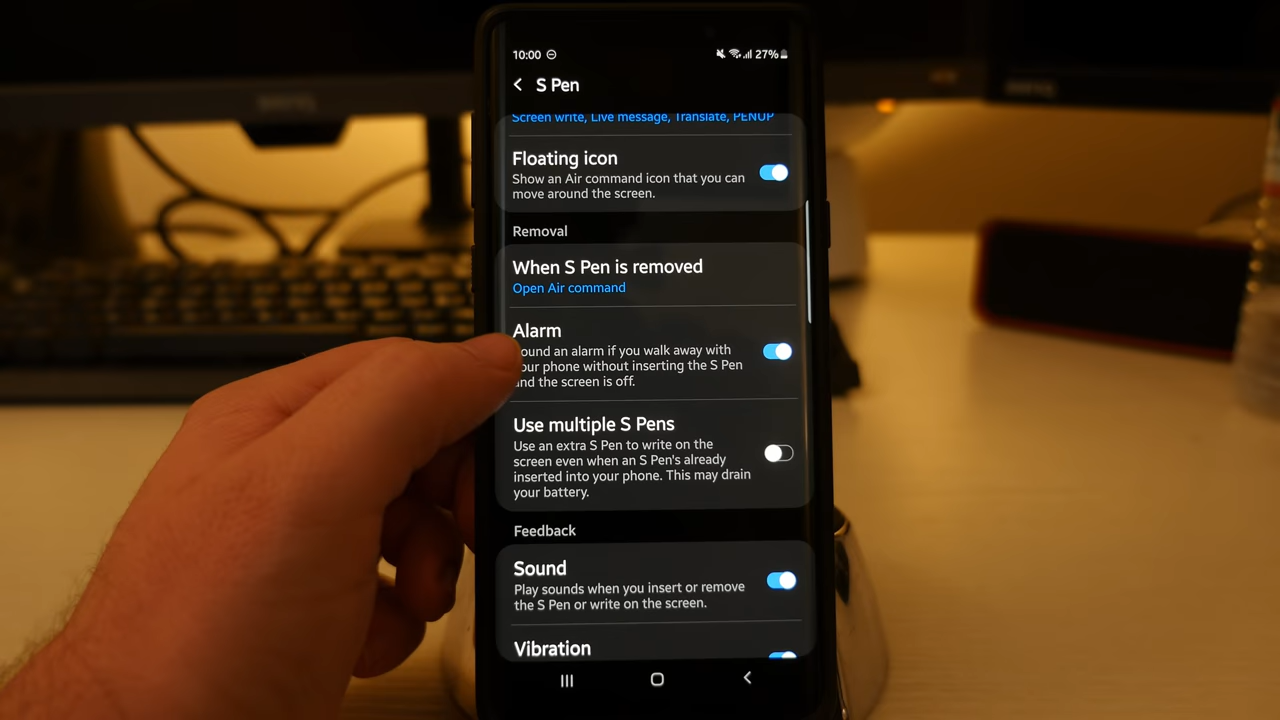 10:00 27%
S Pen
Screen write, Live message, Translate, PENUP
Floating icon
Show an Air command icon that you can
move around the screen.
Removal
When S Pen is removed
Open Air command
Alarm
ound an alarm if you walk away with
our phone without inserting the S Pen
nd the screen is off.
Use multiple S Pens
Use an extra S Pen to write on the
screen even when an S Pen's already
inserted into your phone. This may drain
your battery.
Feedback
Sound
Play sounds when you insert or remove
the S Pen or write on the screen.
Vibration